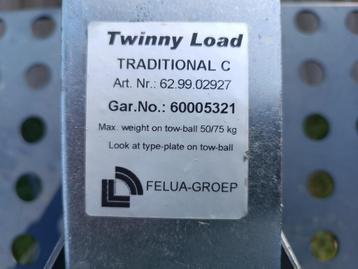 Twinny Load
TRADITIONAL C
Art. Nr.: 62.99.02927
Gar.No.: 60005321
Max. weight on tow-ball 50/75 kg
Look at type-plate on tow-ball
FELUA-GROEP